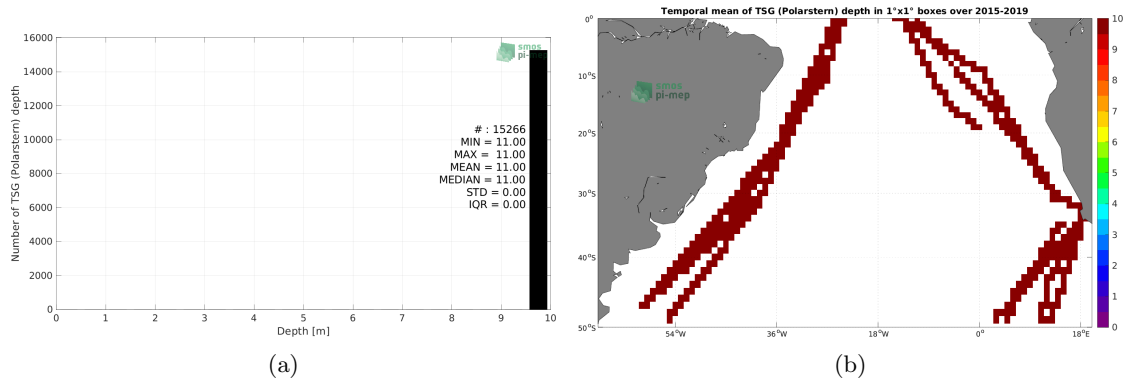 16000
14000
12000
10000
8000
6000
4000
2000
0
Number of TSG (Polarstern) depth
smos
pi-mep
# : 15266
MIN = 11.00
MAX = 11.00
MEAN = 11.00
MEDIAN = 11.00
STD = 0.00
IQR = 0.00
0 1 2 3 4 5 6 7 8 9 10
Depth [m]
(a)
Temporal mean of TSG (Polarstern) depth in 1°x1° boxes over 2015-2019
0°
10°S
20°S
30°S
40°S
50°S
smos
pi-mep
54°W 36°W 18°W 0° 18°E
10
9
8
7
6
5
4
3
2
1
0
(b)